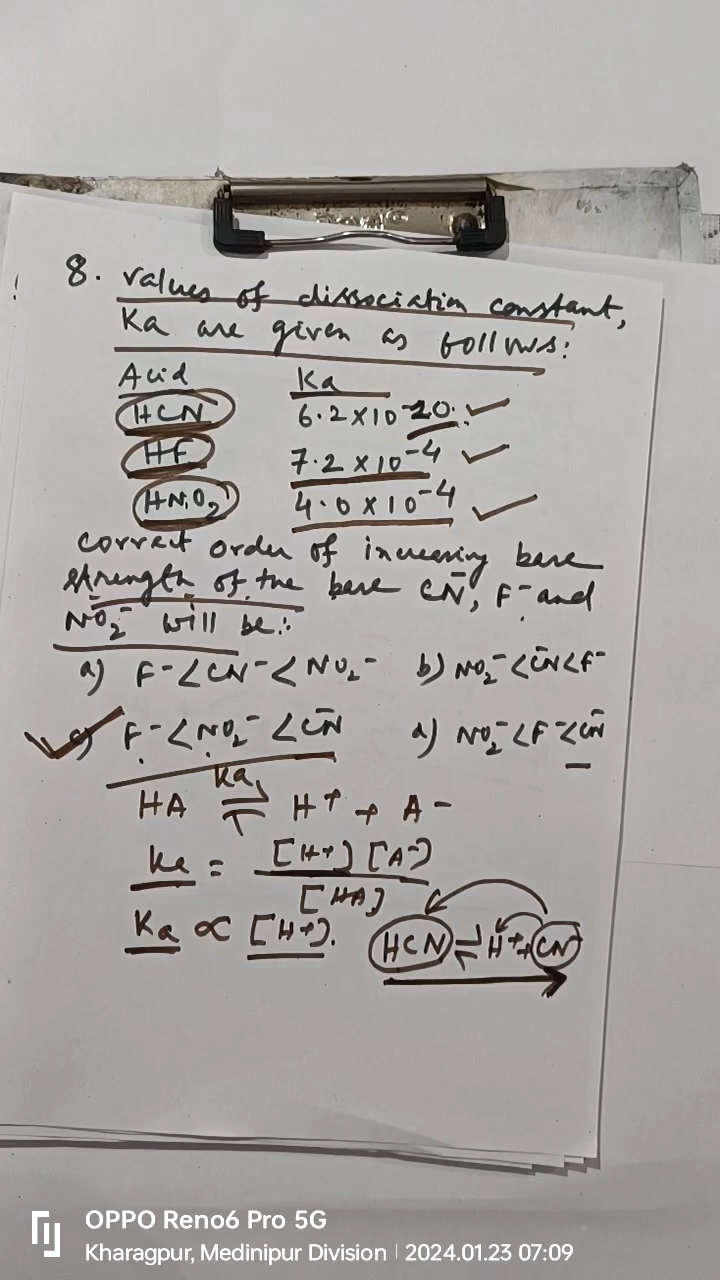 8. values of dissociation constant,
Ka are given as follows:
Acid Ka
HCN 6.2×10-20.
HF 7.2×10-4
HNO2 4.0×10-4
correct order of increasing base
strength of the base CN-, F- and
NO2- will be:
a) F-<CN-<NO2- b) NO2-<CN-<F-
c) F-<NO2-<CN- d) NO2-<F-<CN-
HA Ka ⇌ H+ + A-
Ka = [H+][A-]
[HA]
Ka ∝ [H+]. HCN ⇌ H+ + CN-
OPPO Reno6 Pro 5G
Kharagpur, Medinipur Division | 2024.01.23 07:09